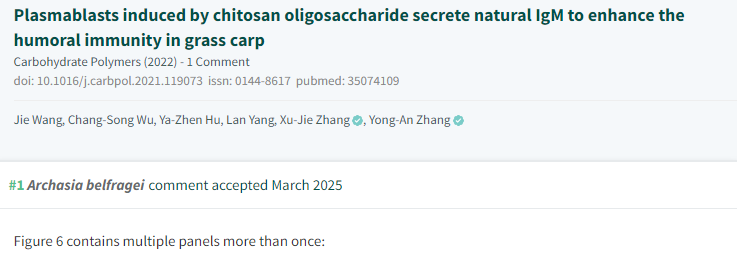 Plasmablasts induced by chitosan oligosaccharide secrete natural IgM to enhance the
humoral immunity in grass carp
Carbohydrate Polymers (2022) - 1 Comment
doi: 10.1016/j.carbpol.2021.119073 issn: 0144-8617 pubmed: 35074109
Jie Wang, Chang-Song Wu, Ya-Zhen Hu, Lan Yang, Xu-Jie Zhang, Yong-An Zhang
#1 Archasia belfragei comment accepted March 2025
Figure 6 contains multiple panels more than once: